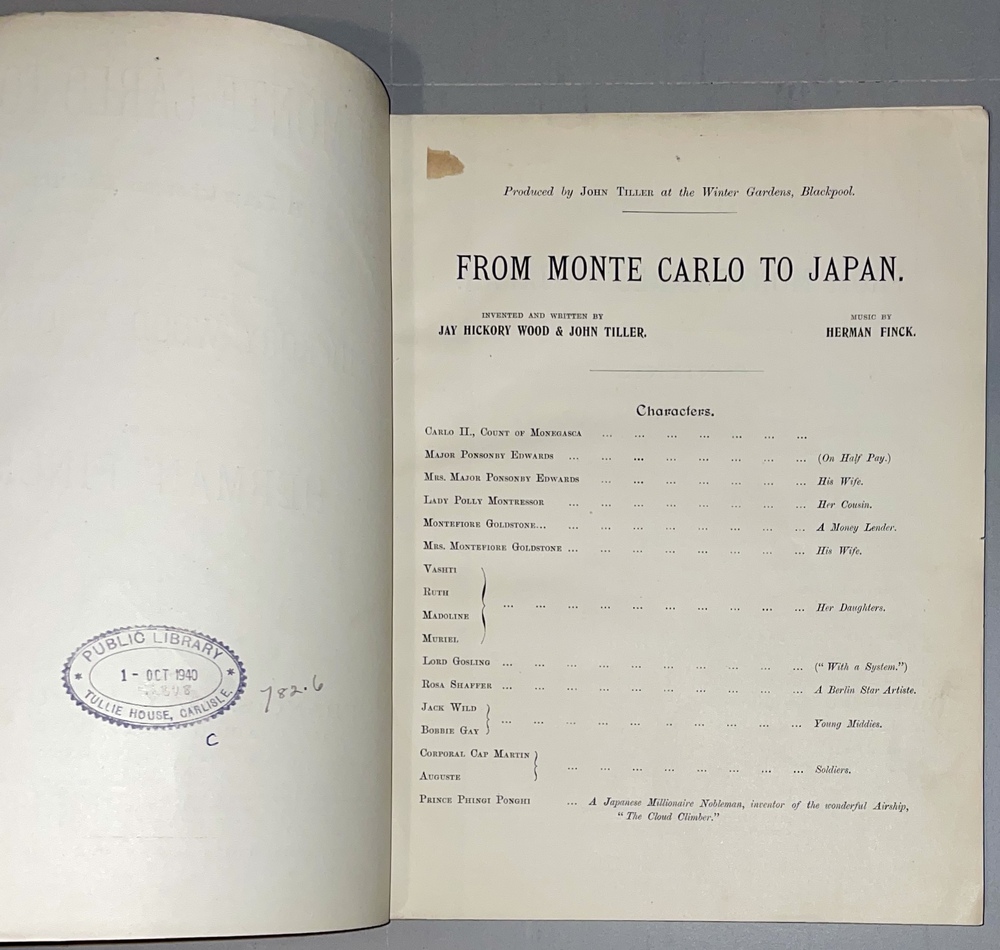 PUBLIC LIBRARY
1 - OCT 1940
TULLIE HOUSE, CARLISLE.
782.6
C
Produced by JOHN TILLER at the Winter Gardens, Blackpool.
FROM MONTE CARLO TO JAPAN.
INVENTED AND WRITTEN BY
JAY HICKORY WOOD & JOHN TILLER.
MUSIC BY
HERMAN FINCK.
Characters.
CARLO II., COUNT OF MONEGASCA ... ... ... ... ... ... ...
MAJOR PONSONBY EDWARDS ... ... ... ... ... ... ... ... (On Half Pay.)
MRS. MAJOR PONSONBY EDWARDS ... ... ... ... ... ... ... His Wife.
LADY POLLY MONTRESSOR ... ... ... ... ... ... ... ... Her Cousin.
MONTEFIORE GOLDSTONE... ... ... ... ... ... ... ... ... A Money Lender.
MRS. MONTEFIORE GOLDSTONE ... ... ... ... ... ... ... ... His Wife.
VASHTI
RUTH
MADOLINE
MURIEL
... ... ... ... ... ... ... ... ... ... Her Daughters.
LORD GOSLING ... ... ... ... ... ... ... ... ... ... (" With a System.")
ROSA SHAFFER ... ... ... ... ... ... ... ... ... ... A Berlin Star Artiste.
JACK WILD
BOBBIE GAY
... ... ... ... ... .. ... ... ... ... Young Middies.
CORPORAL CAP MARTIN
AUGUSTE
... ... ... ... ... ... ... ... Soldiers.
PRINCE PHINGI PONGHI ... A Japanese Millionaire Nobleman, inventor of the wonderful Airship,
" The Cloud Climber."